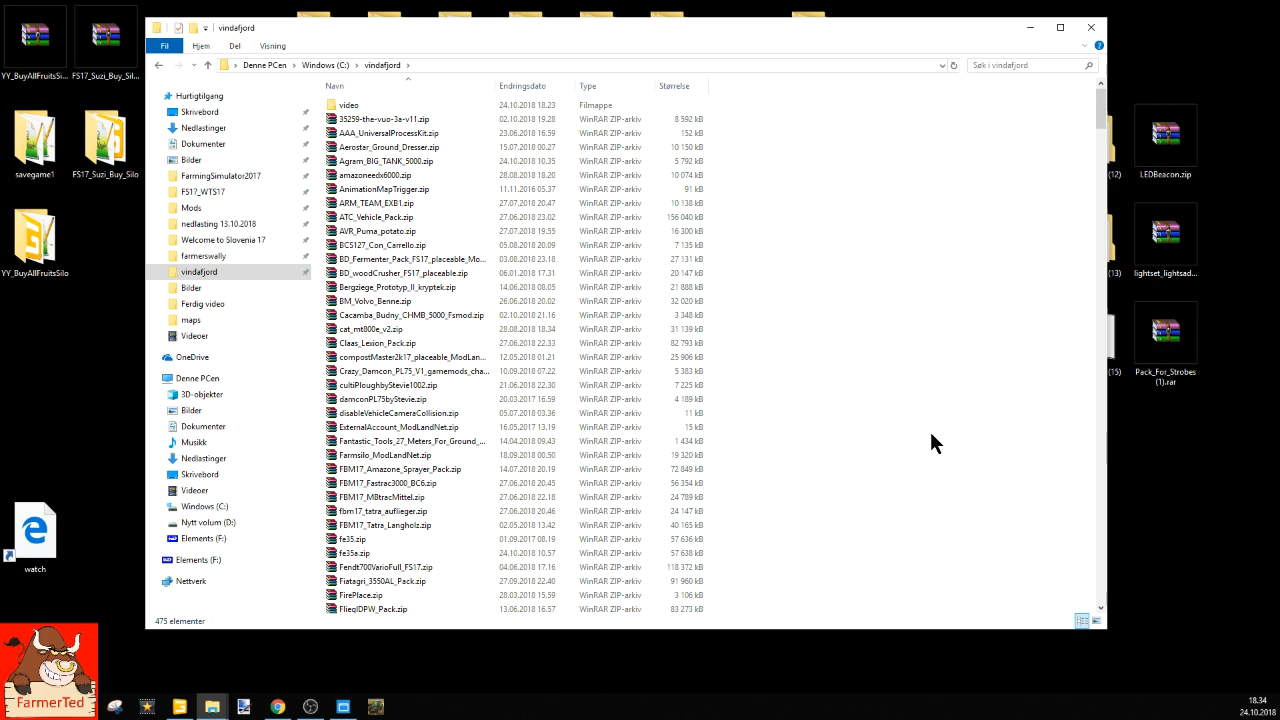 vindafjord
Fil Hjem Del Visning
Denne PCen Windows (C:) vindafjord
Søk i vindafjord
Navn Endringsdato Type Størrelse
video 24.10.2018 18.23 Filmappe
35259-the-vuo-3a-v11.zip 02.10.2018 19.28 WinRAR ZIP-arkiv 8 592 kB
AAA_UniversalProcessKit.zip 23.06.2018 16.59 WinRAR ZIP-arkiv 152 kB
Aerostar_Ground_Dresser.zip 15.07.2018 00.27 WinRAR ZIP-arkiv 10 150 kB
Agram_BIG_TANK_5000.zip 24.10.2018 10.35 WinRAR ZIP-arkiv 5 792 kB
amazoneedx6000.zip 28.08.2018 18.20 WinRAR ZIP-arkiv 10 074 kB
AnimationMapTrigger.zip 11.11.2016 05.37 WinRAR ZIP-arkiv 91 kB
ARM_TEAM_EXB1.zip 27.07.2018 20.47 WinRAR ZIP-arkiv 10 138 kB
ATC_Vehicle_Pack.zip 27.06.2018 23.02 WinRAR ZIP-arkiv 156 040 kB
AVR_Puma_potato.zip 27.07.2018 19.55 WinRAR ZIP-arkiv 16 300 kB
BCS127_Con_Carrello.zip 05.08.2018 20.09 WinRAR ZIP-arkiv 7 135 kB
BD_Fermenter_Pack_FS17_placeable_Mo... 03.08.2018 23.18 WinRAR ZIP-arkiv 27 131 kB
BD_woodCrusher_FS17_placeable.zip 06.01.2018 17.31 WinRAR ZIP-arkiv 20 147 kB
Bergziege_Prototyp_II_kryptek.zip 14.06.2018 08.05 WinRAR ZIP-arkiv 21 888 kB
BM_Volvo_Benne.zip 26.06.2018 20.02 WinRAR ZIP-arkiv 32 020 kB
Cacamba_Budny_CHMB_5000_Fsmod.zip 02.10.2018 21.16 WinRAR ZIP-arkiv 3 348 kB
cat_mt800e_v2.zip 28.08.2018 18.34 WinRAR ZIP-arkiv 31 139 kB
Claas_Lexion_Pack.zip 27.06.2018 22.33 WinRAR ZIP-arkiv 82 793 kB
compostMaster2k17_placeable_ModLan... 12.05.2018 01.21 WinRAR ZIP-arkiv 25 906 kB
Crazy_Damcon_PL75_V1_gamemods_cha... 10.09.2018 07.22 WinRAR ZIP-arkiv 5 383 kB
cultiPloughbyStevie1002.zip 21.06.2018 22.30 WinRAR ZIP-arkiv 7 225 kB
damconPL75byStevie.zip 20.03.2017 16.59 WinRAR ZIP-arkiv 4 189 kB
disableVehicleCameraCollision.zip 05.07.2018 03.36 WinRAR ZIP-arkiv 11 kB
ExternalAccount_ModLandNet.zip 16.05.2017 13.19 WinRAR ZIP-arkiv 15 kB
Fantastic_Tools_27_Meters_For_Ground_... 14.04.2018 09.43 WinRAR ZIP-arkiv 1 434 kB
Farmsilo_ModLandNet.zip 18.09.2018 00.50 WinRAR ZIP-arkiv 19 320 kB
FBM17_Amazone_Sprayer_Pack.zip 14.07.2018 20.19 WinRAR ZIP-arkiv 72 849 kB
FBM17_Fastrac3000_BC6.zip 27.06.2018 20.45 WinRAR ZIP-arkiv 56 354 kB
FBM17_MBtracMittel.zip 27.06.2018 22.18 WinRAR ZIP-arkiv 24 789 kB
fbm17_tatra_auflieger.zip 27.06.2018 20.46 WinRAR ZIP-arkiv 24 147 kB
FBM17_Tatra_Langholz.zip 02.05.2018 13.42 WinRAR ZIP-arkiv 40 165 kB
fe35.zip 01.09.2017 08.19 WinRAR ZIP-arkiv 57 636 kB
fe35a.zip 24.10.2018 10.57 WinRAR ZIP-arkiv 57 638 kB
Fendt700VarioFull_FS17.zip 04.06.2018 17.16 WinRAR ZIP-arkiv 118 372 kB
Fiatagri_3550AL_Pack.zip 27.09.2018 22.40 WinRAR ZIP-arkiv 91 960 kB
FirePlace.zip 28.03.2018 15.59 WinRAR ZIP-arkiv 3 106 kB
FlieglDPW_Pack.zip 13.06.2018 16.57 WinRAR ZIP-arkiv 83 273 kB
475 elementer
Hurtigtilgang
Skrivebord
Nedlastinger
Dokumenter
Bilder
FarmingSimulator2017
FS17_WTS17
Mods
nedlasting 13.10.2018
Welcome to Slovenia 17
farmerswally
vindafjord
Bilder
Ferdig video
maps
Videoer
OneDrive
Denne PCen
3D-objekter
Bilder
Dokumenter
Musikk
Nedlastinger
Skrivebord
Videoer
Windows (C:)
Nytt volum (D:)
Elements (F:)
Elements (F:)
Nettverk
YY_BuyAllFruitsSi... FS17_Suzi_Buy_Sil...
savegame1 FS17_Suzi_Buy_Silo
YY_BuyAllFruitsSilo
watch
FarmerTed
(12) LEDBeacon.zip
(13) lightset_lightsad...
(15) Pack_For_Strobes
(1).rar
18.34
24.10.2018